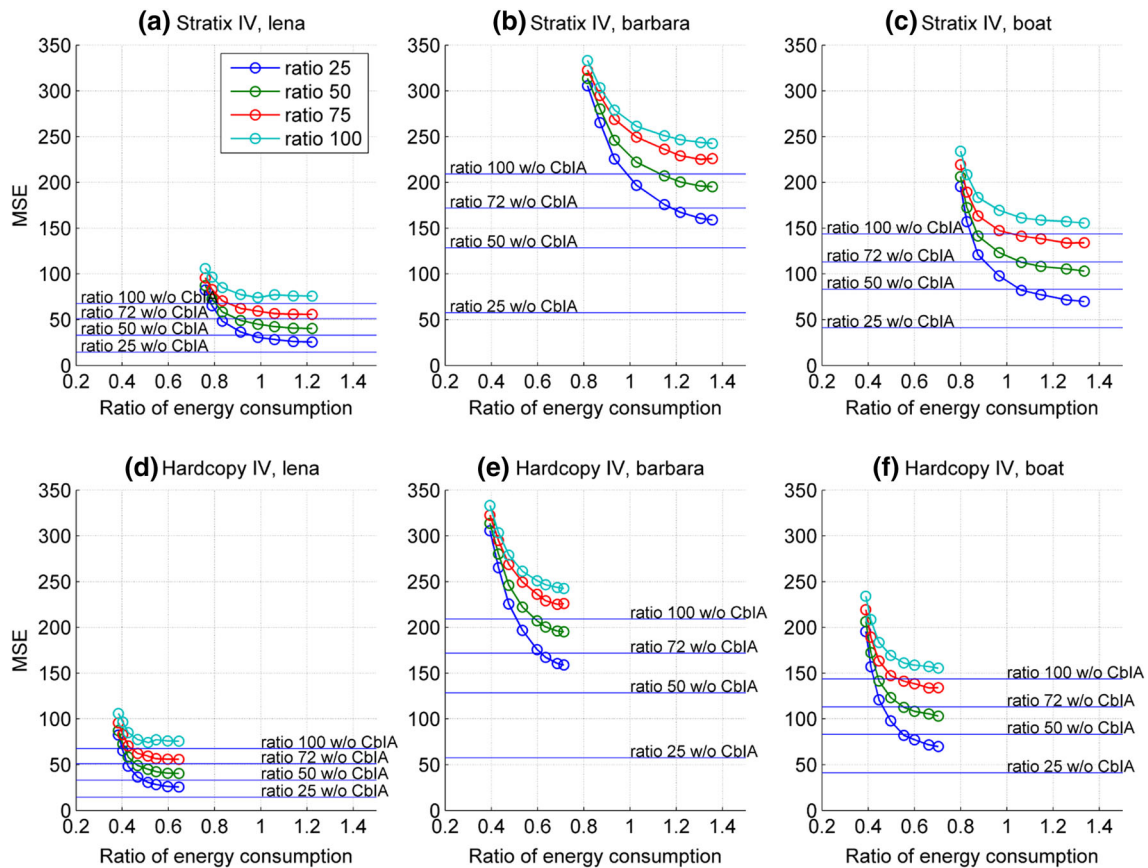 (a) Stratix IV, lena
350
300
250
200
150
100
50
0
MSE
ratio 25
ratio 50
ratio 75
ratio 100
ratio 100 w/o CbIA
ratio 72 w/o CbIA
ratio 50 w/o CbIA
ratio 25 w/o CbIA
0.2 0.4 0.6 0.8 1 1.2 1.4
Ratio of energy consumption
(b) Stratix IV, barbara
350
300
250
200
150
100
50
0
ratio 100 w/o CbIA
ratio 72 w/o CbIA
ratio 50 w/o CbIA
ratio 25 w/o CbIA
0.2 0.4 0.6 0.8 1 1.2 1.4
Ratio of energy consumption
(c) Stratix IV, boat
350
300
250
200
150
100
50
0
ratio 100 w/o CbIA
ratio 72 w/o CbIA
ratio 50 w/o CbIA
ratio 25 w/o CbIA
0.2 0.4 0.6 0.8 1 1.2 1.4
Ratio of energy consumption
(d) Hardcopy IV, lena
350
300
250
200
150
100
50
0
MSE
ratio 100 w/o CbIA
ratio 72 w/o CbIA
ratio 50 w/o CbIA
ratio 25 w/o CbIA
0.2 0.4 0.6 0.8 1 1.2 1.4
Ratio of energy consumption
(e) Hardcopy IV, barbara
350
300
250
200
150
100
50
0
ratio 100 w/o CbIA
ratio 72 w/o CbIA
ratio 50 w/o CbIA
ratio 25 w/o CbIA
0.2 0.4 0.6 0.8 1 1.2 1.4
Ratio of energy consumption
(f) Hardcopy IV, boat
350
300
250
200
150
100
50
0
ratio 100 w/o CbIA
ratio 72 w/o CbIA
ratio 50 w/o CbIA
ratio 25 w/o CbIA
0.2 0.4 0.6 0.8 1 1.2 1.4
Ratio of energy consumption